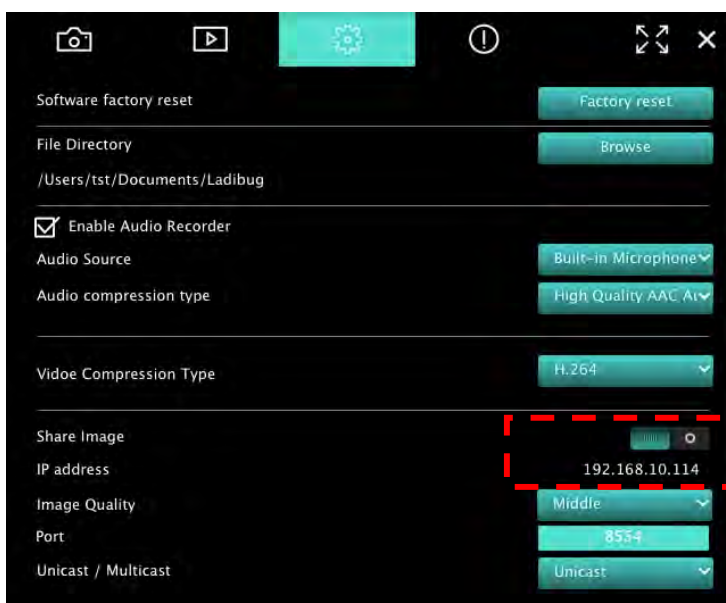 Software factory reset
Factory reset
File Directory
Browse
/Users/tst/Documents/Ladibug
Enable Audio Recorder
Audio Source
Built-in Microphone
Audio compression type
High Quality AAC
Vidoe Compression Type
H.264
Share Image
IP address
192.168.10.114
Image Quality
Middle
Port
8554
Unicast / Multicast
Unicast